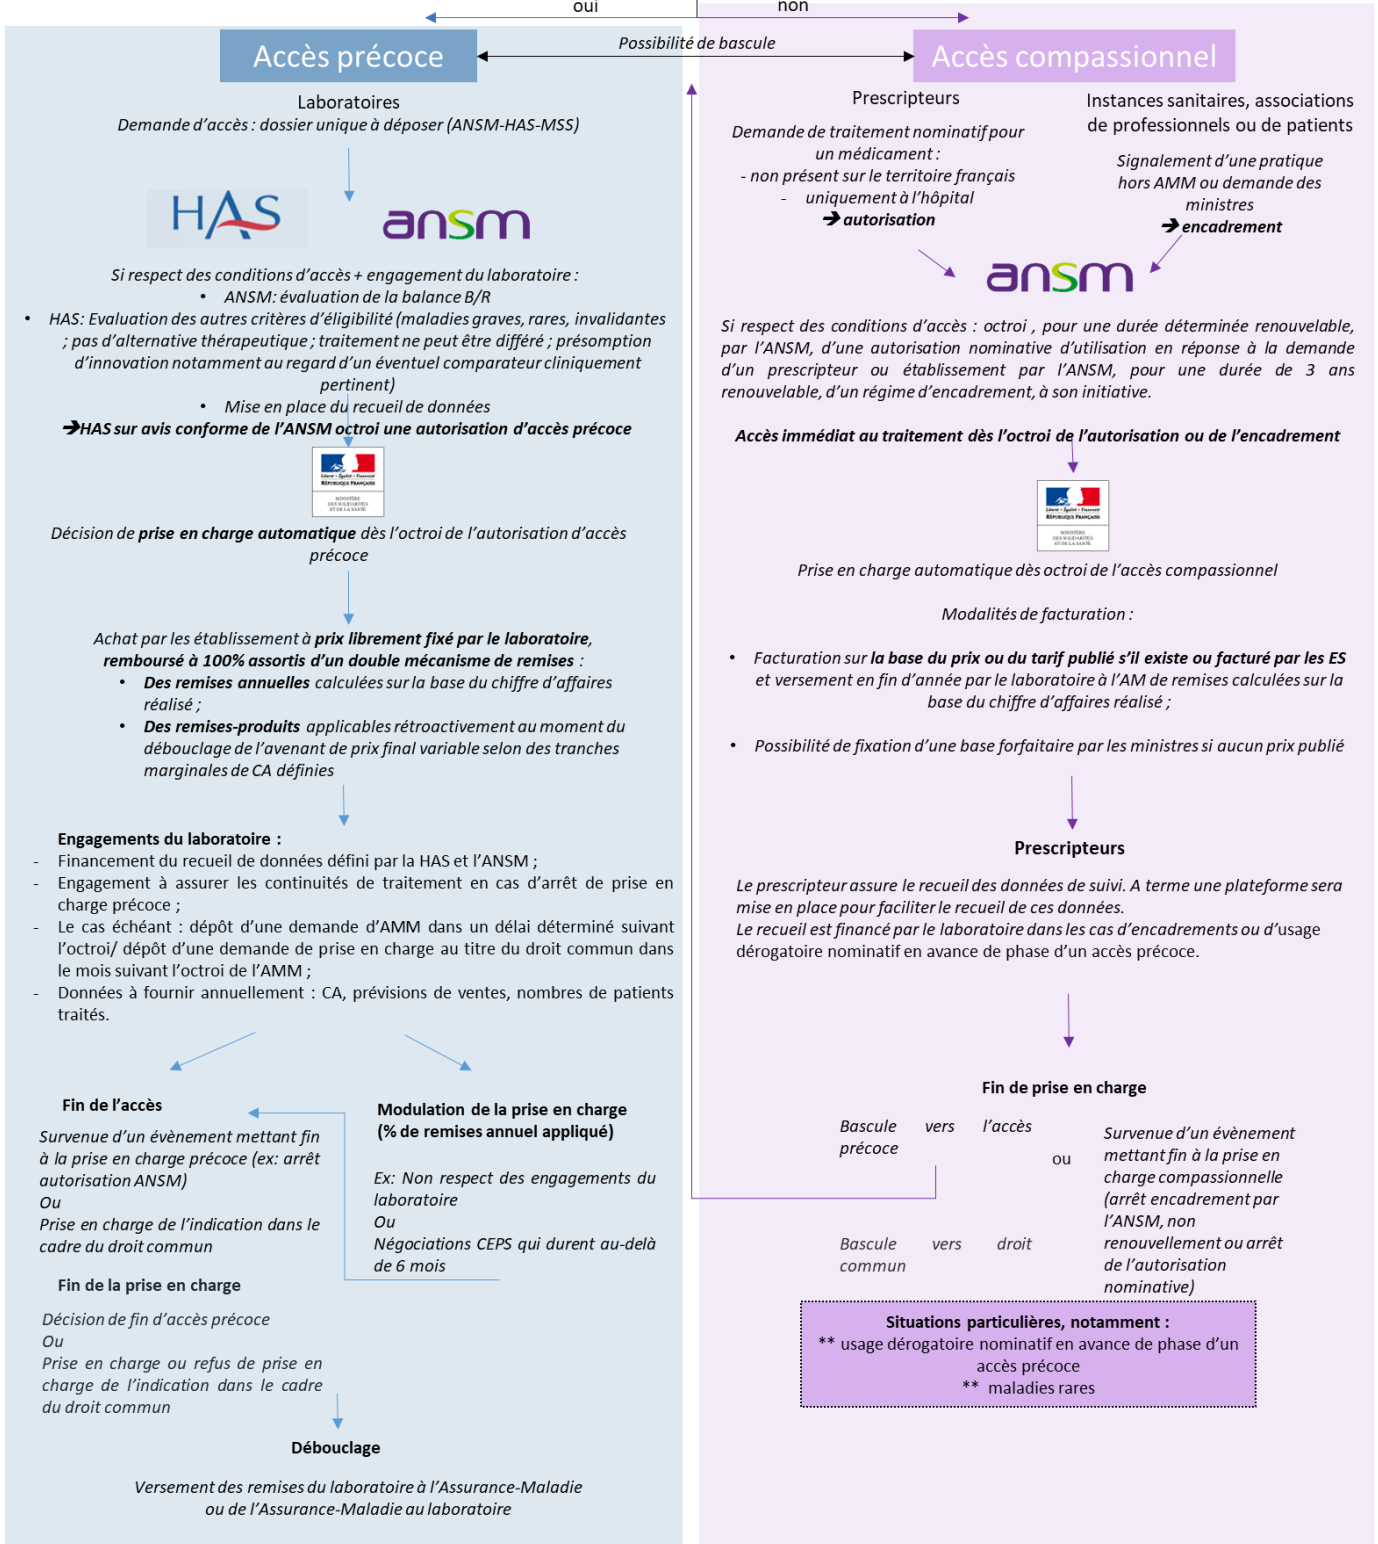 oui
non
Accès précoce
Possibilité de bascule
Accès compassionnel
Laboratoires
Demande d'accès : dossier unique à déposer (ANSM-HAS-MSS)
HAS
ansm
Si respect des conditions d'accès + engagement du laboratoire :
• ANSM: évaluation de la balance B/R
• HAS: Evaluation des autres critères d'éligibilité (maladies graves, rares, invalidantes
; pas d'alternative thérapeutique ; traitement ne peut être différé ; présomption
d'innovation notamment au regard d'un éventuel comparateur cliniquement
pertinent)
• Mise en place du recueil de données
➔HAS sur avis conforme de l'ANSM octroi une autorisation d'accès précoce
Liberté • Égalité • Fraternité
RÉPUBLIQUE FRANÇAISE
MINISTÈRE
DES SOLIDARITÉS
ET DE LA SANTÉ
Décision de prise en charge automatique dès l'octroi de l'autorisation d'accès
précoce
Achat par les établissement à prix librement fixé par le laboratoire,
remboursé à 100% assortis d'un double mécanisme de remises :
• Des remises annuelles calculées sur la base du chiffre d'affaires
réalisé ;
• Des remises-produits applicables rétroactivement au moment du
débouclage de l'avenant de prix final variable selon des tranches
marginales de CA définies
Engagements du laboratoire :
- Financement du recueil de données défini par la HAS et l'ANSM ;
- Engagement à assurer les continuités de traitement en cas d'arrêt de prise en
charge précoce ;
- Le cas échéant : dépôt d'une demande d'AMM dans un délai déterminé suivant
l'octroi/ dépôt d'une demande de prise en charge au titre du droit commun dans
le mois suivant l'octroi de l'AMM ;
- Données à fournir annuellement : CA, prévisions de ventes, nombres de patients
traités.
Fin de l'accès
Survenue d'un évènement mettant fin
à la prise en charge précoce (ex: arrêt
autorisation ANSM)
Ou
Prise en charge de l'indication dans le
cadre du droit commun
Modulation de la prise en charge
(% de remises annuel appliqué)
Ex: Non respect des engagements du
laboratoire
Ou
Négociations CEPS qui durent au-delà
de 6 mois
Fin de la prise en charge
Décision de fin d'accès précoce
Ou
Prise en charge ou refus de prise en
charge de l'indication dans le cadre
du droit commun
Débouclage
Versement des remises du laboratoire à l'Assurance-Maladie
ou de l'Assurance-Maladie au laboratoire
Prescripteurs
Demande de traitement nominatif pour
un médicament :
- non présent sur le territoire français
- uniquement à l'hôpital
➔ autorisation
Instances sanitaires, associations
de professionnels ou de patients
Signalement d'une pratique
hors AMM ou demande des
ministres
➔ encadrement
ansm
Si respect des conditions d'accès : octroi , pour une durée déterminée renouvelable,
par l'ANSM, d'une autorisation nominative d'utilisation en réponse à la demande
d'un prescripteur ou établissement par l'ANSM, pour une durée de 3 ans
renouvelable, d'un régime d'encadrement, à son initiative.
Accès immédiat au traitement dès l'octroi de l'autorisation ou de l'encadrement
Liberté • Égalité • Fraternité
RÉPUBLIQUE FRANÇAISE
MINISTÈRE
DES SOLIDARITÉS
ET DE LA SANTÉ
Prise en charge automatique dès octroi de l'accès compassionnel
Modalités de facturation :
• Facturation sur la base du prix ou du tarif publié s'il existe ou facturé par les ES
et versement en fin d'année par le laboratoire à l'AM de remises calculées sur la
base du chiffre d'affaires réalisé ;
• Possibilité de fixation d'une base forfaitaire par les ministres si aucun prix publié
Prescripteurs
Le prescripteur assure le recueil des données de suivi. A terme une plateforme sera
mise en place pour faciliter le recueil de ces données.
Le recueil est financé par le laboratoire dans les cas d'encadrements ou d'usage
dérogatoire nominatif en avance de phase d'un accès précoce.
Fin de prise en charge
Bascule vers l'accès
précoce
ou
Bascule vers droit
commun
Survenue d'un évènement
mettant fin à la prise en
charge compassionnelle
(arrêt encadrement par
l'ANSM, non
renouvellement ou arrêt
de l'autorisation
nominative)
Situations particulières, notamment :
** usage dérogatoire nominatif en avance de phase d'un
accès précoce
** maladies rares